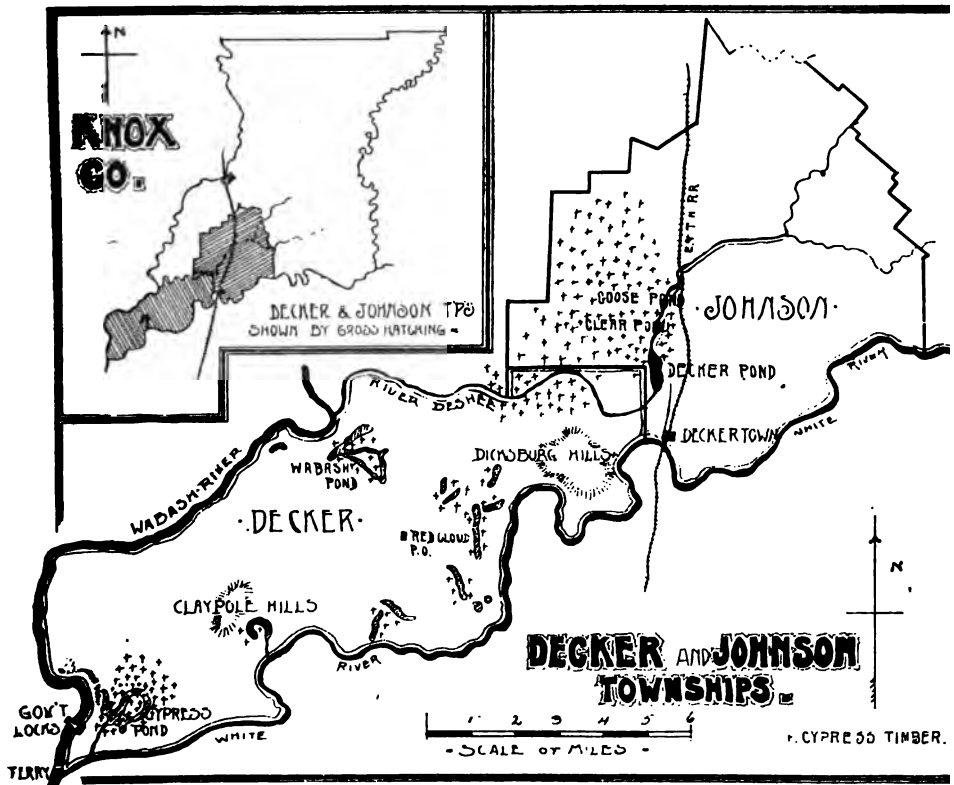 N
KNOX
CO.
DECKER & JOHNSON TPS
SHOWN BY CROSS HATCHING
E & T H RR
GOOSE POND
CLEAR POND
·JOHNSON·
DECKER POND
RIVER
WHITE
DECKERTOWN
RIVER DESHEE
DICKSBURG HILLS
WABASH
POND
WABASH RIVER
·DECKER·
RED CLOUD
P.O.
N
CLAYPOLE HILLS
RIVER
DECKER AND JOHNSON
TOWNSHIPS
GOV'T
LOCKS
CYPRESS
POND
WHITE
1 2 3 4 5 6
- SCALE OF MILES -
CYPRESS TIMBER.
FERRY